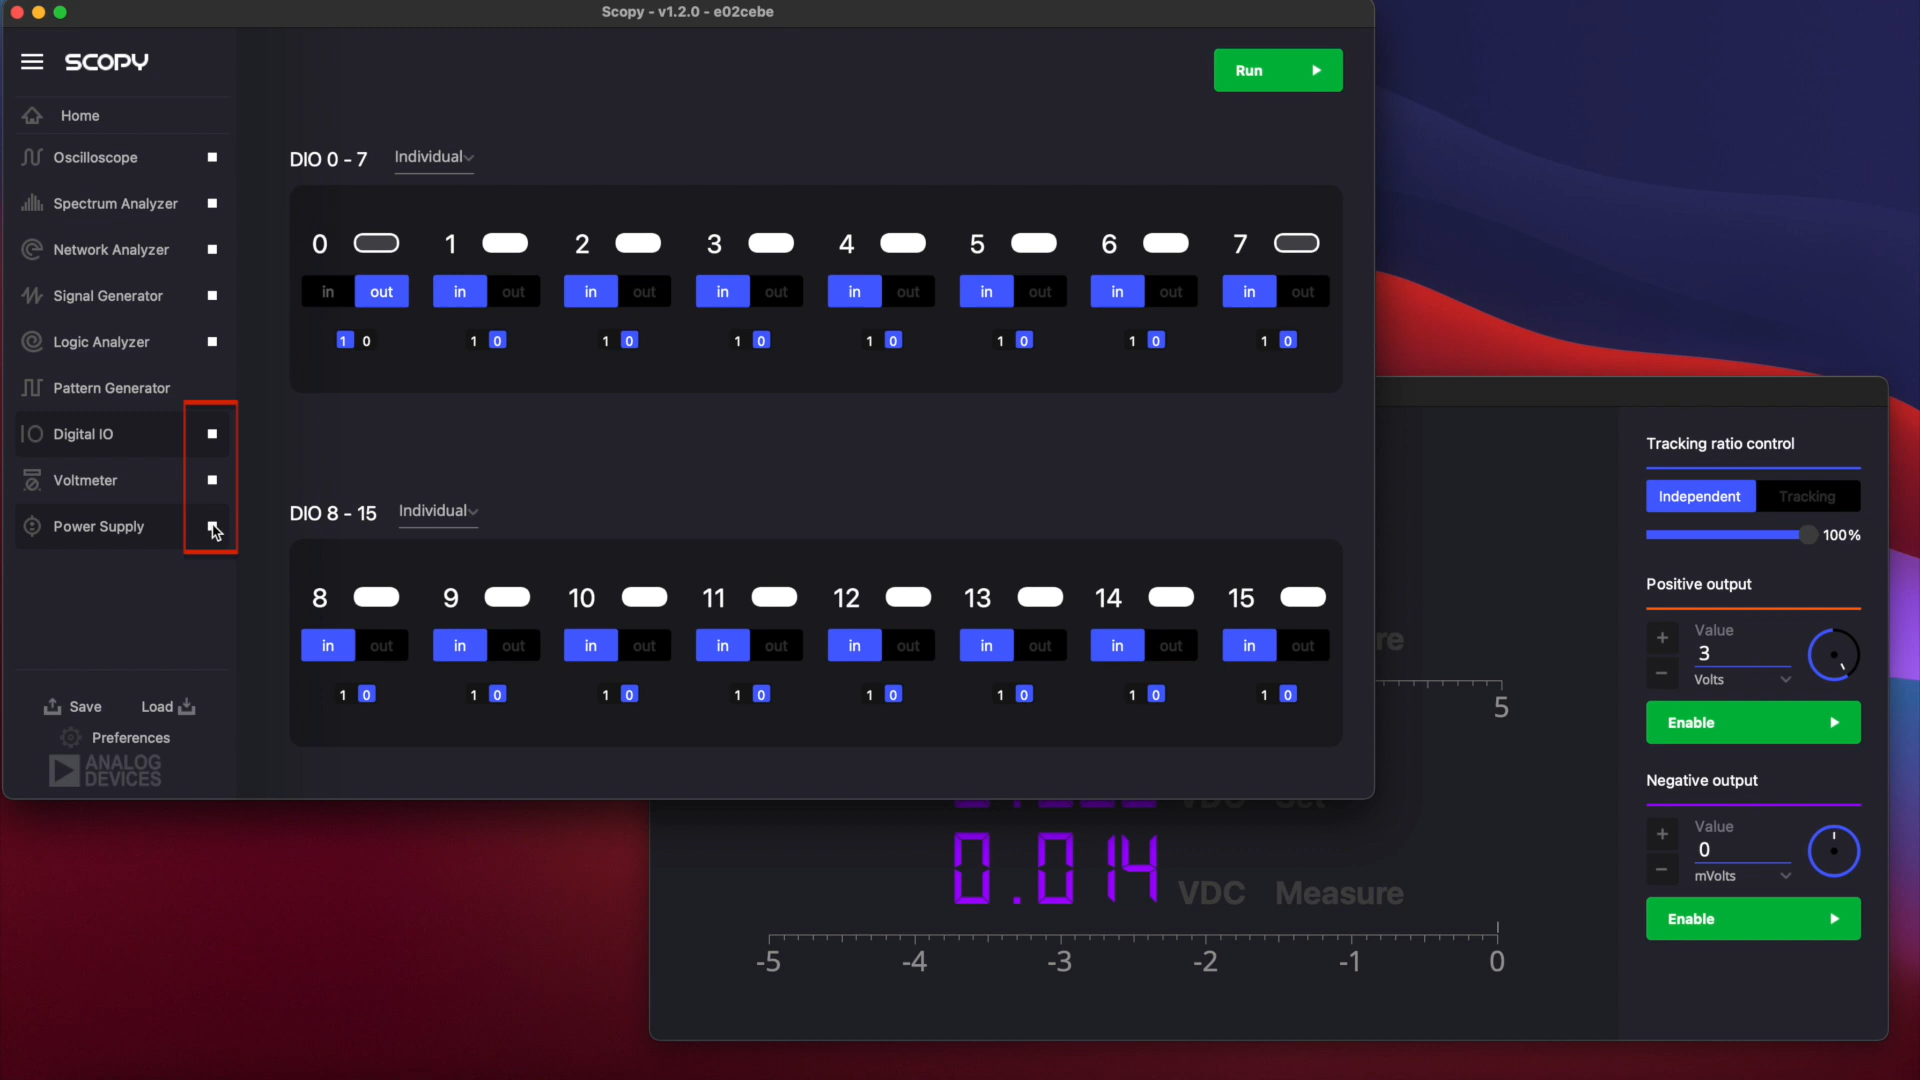 Scopy - v1.2.0 - e02cebe
SCOPY
Run
Home
Oscilloscope
Spectrum Analyzer
Network Analyzer
Signal Generator
Logic Analyzer
Pattern Generator
Digital IO
Voltmeter
Power Supply
Save Load
Preferences
ANALOG
DEVICES
DIO 0 - 7 Individual
0 1 2 3 4 5 6 7
in out in out in out in out in out in out in out in out
1 0 1 0 1 0 1 0 1 0 1 0 1 0 1 0
DIO 8 - 15 Individual
8 9 10 11 12 13 14 15
in out in out in out in out in out in out in out in out
1 0 1 0 1 0 1 0 1 0 1 0 1 0 1 0
re
5
VDC Set
0.014 VDC Measure
-5 -4 -3 -2 -1 0
Tracking ratio control
Independent Tracking
100%
Positive output
+ Value
3
- Volts
Enable
Negative output
+ Value
0
- mVolts
Enable